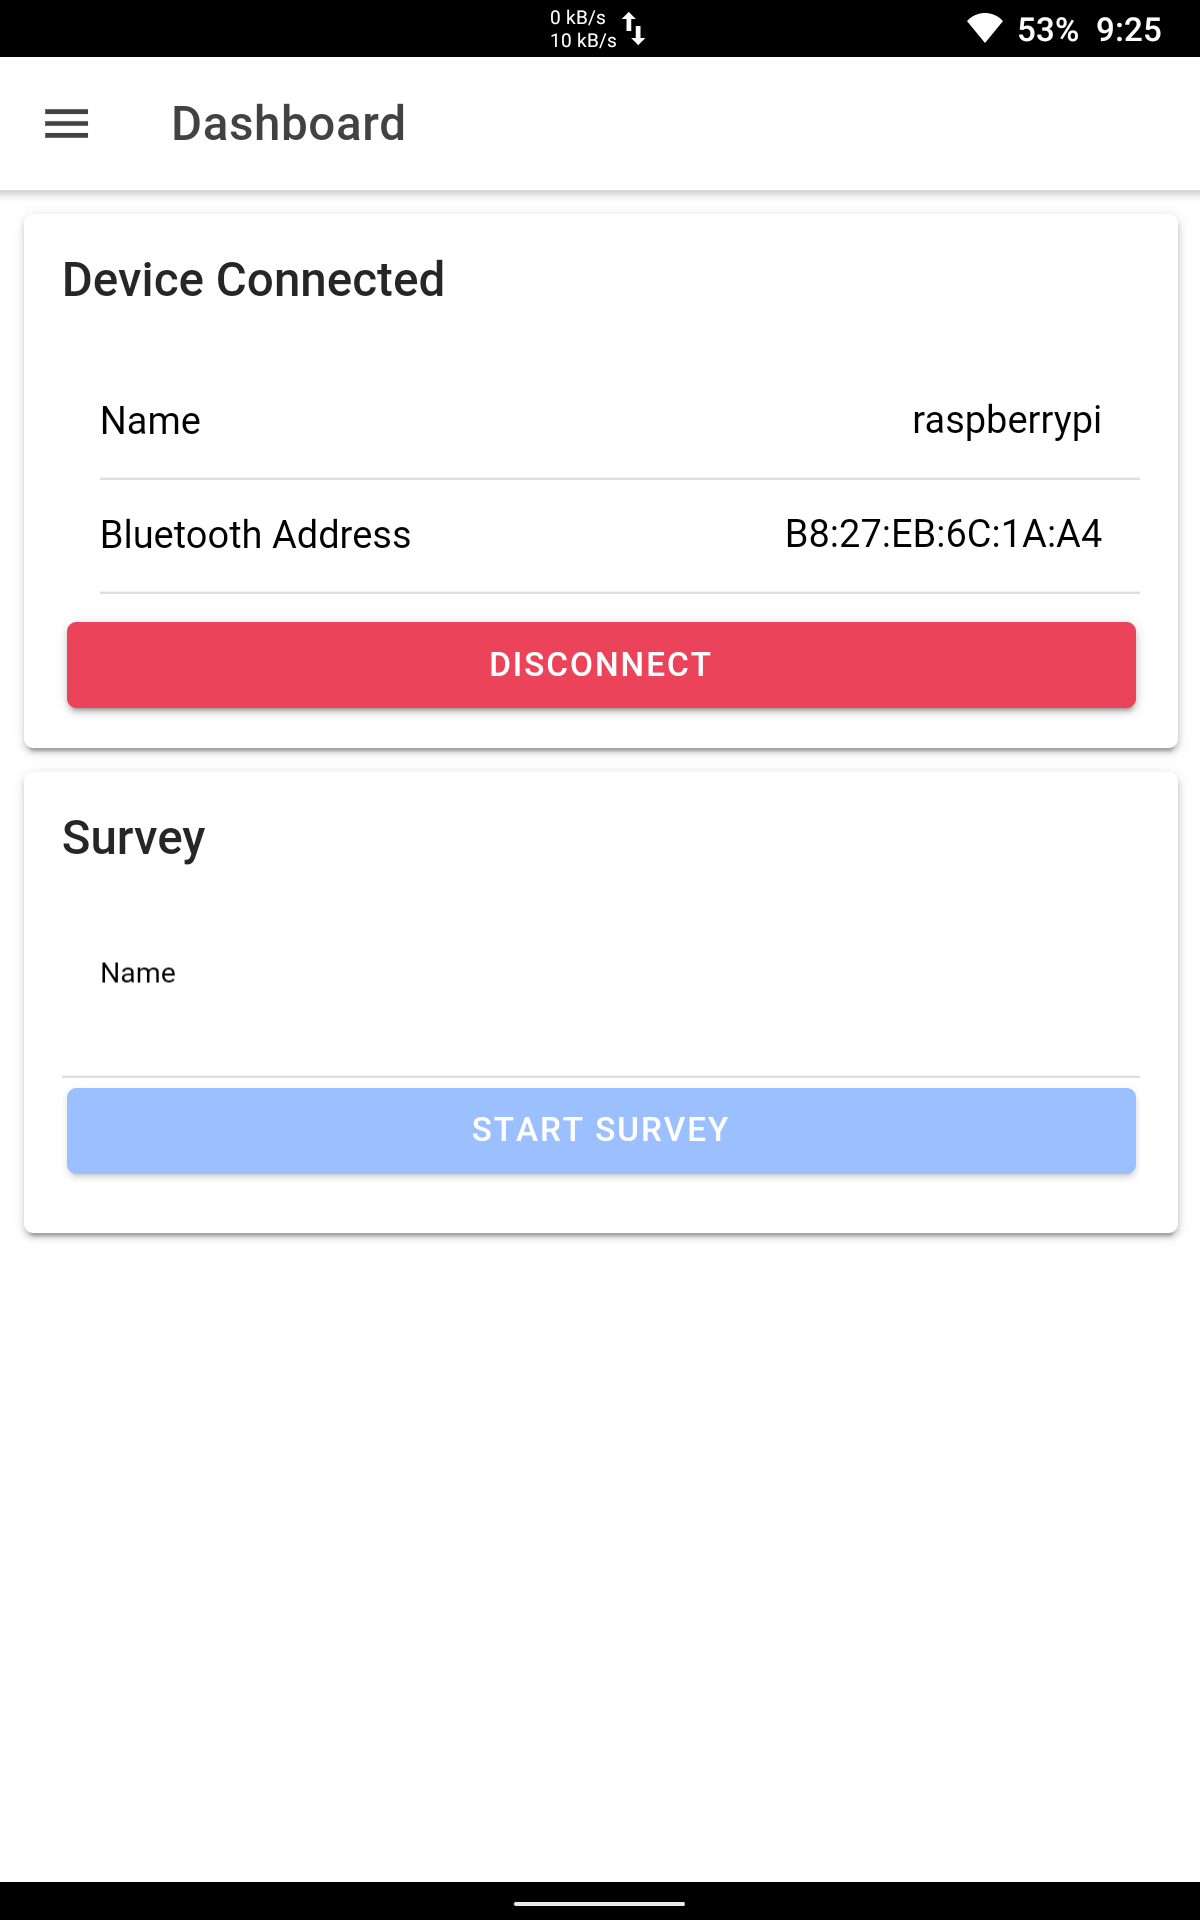 0 kB/s
10 kB/s
53% 9:25
Dashboard
Device Connected
Name raspberrypi
Bluetooth Address B8:27:EB:6C:1A:A4
DISCONNECT
Survey
Name
START SURVEY